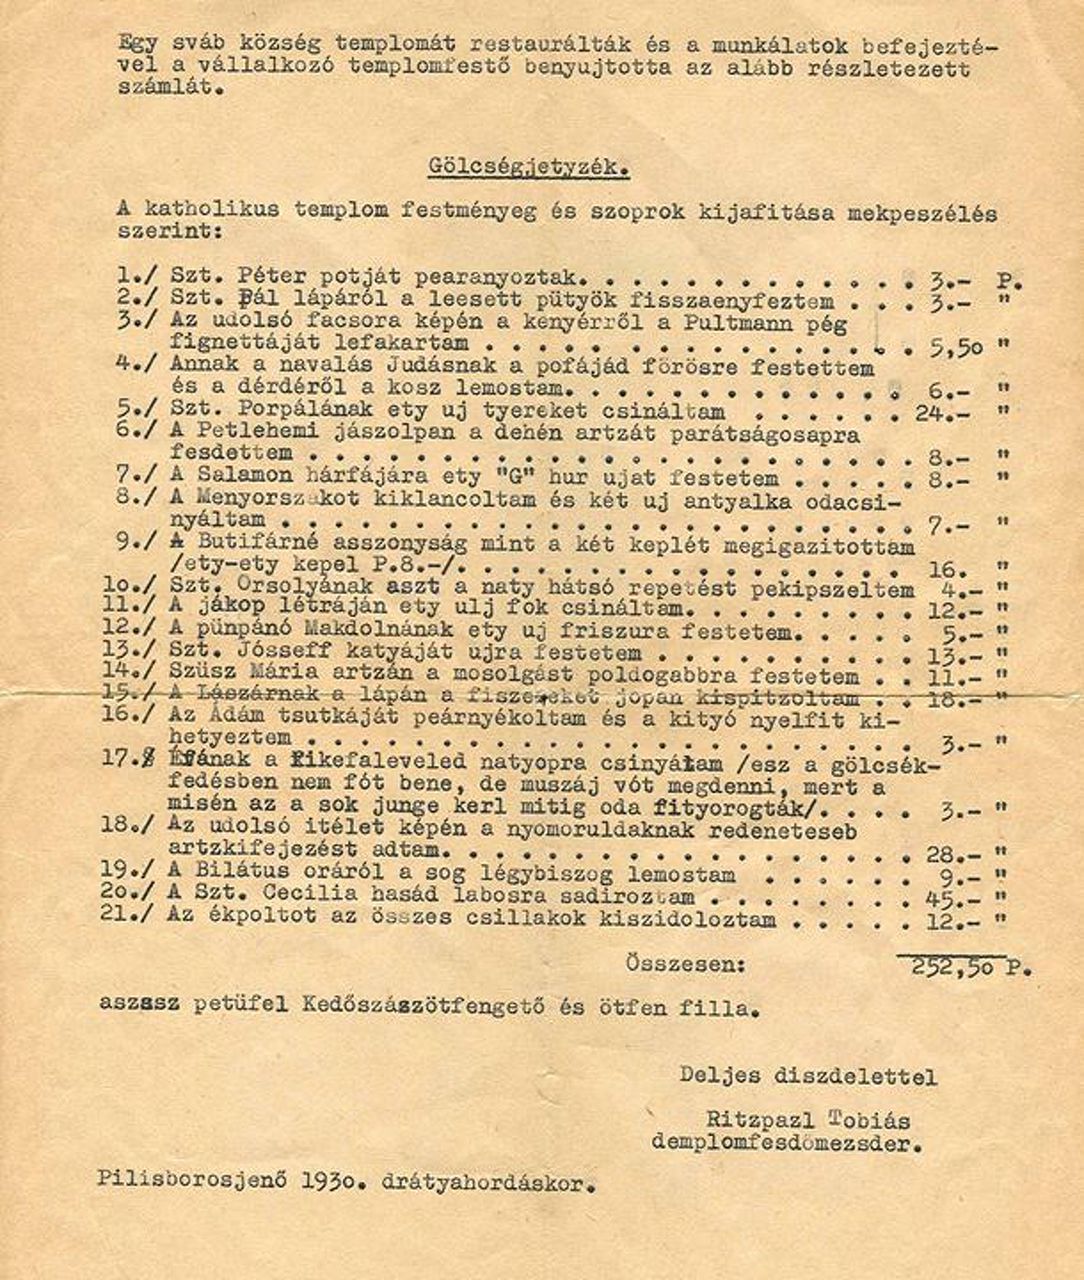 Egy sváb község templomát restaurálták és a munkálatok befejezté-
vel a vállalkozó templomfestő benyujtotta az alább részletezett
számlát.
Gölcségjetyzék.
A katholikus templom festményeg és szoprok kijafitása mekpeszélés
szerint:
1./ Szt. Péter potját pearanyoztak. . . . . . . . . . . . . 3.- P.
2./ Szt. Pál lápáról a leesett pütyök fisszaenyfeztem . . . 3.- "
3./ Az udolsó facsora képén a kenyérről a Pultmann pég
fignettáját lefakartam . . . . . . . . . . . . . . . . 5,50 "
4./ Annak a navalás Judásnak a pofájád förösre festettem
és a dérdéről a kosz lemostam. . . . . . . . . . . . . 6.- "
5./ Szt. Porpálának ety uj tyereket csináltam . . . . . . 24.- "
6./ A Petlehemi jászolpan a dehén artzát parátságosapra
fesdettem . . . . . . . . . . . . . . . . . . . . . . . 8.- "
7./ A Salamon hárfájára ety "G" hur ujat festetem . . . . . 8.- "
8./ A Menyorszakot kiklancoltam és két uj antyalka odacsi-
nyáltam . . . . . . . . . . . . . . . . . . . . . . . . 7.- "
9./ A Butifárné asszonyság mint a két keplét megigazitottam
/ety-ety kepel P.8.-/. . . . . . . . . . . . . . . . . 16. "
1o./ Szt. Orsolyának aszt a naty hátsó repetést pekipszeltem 4.- "
11./ A jákop létráján ety ulj fok csináltam. . . . . . . . . 12.- "
12./ A pünpánó Makdolnának ety uj friszura festetem. . . . . 5.- "
13./ Szt. Jósseff katyáját ujra festetem . . . . . . . . . . 13.- "
14./ Szüsz Mária artzán a mosolgást poldogabbra festetem . . 11.- "
15./ A Lászárnak a lápán a fiszeeket jopan kispitzoltam . . 18.- "
16./ Az Ádám tsutkáját peárnyékoltam és a kityó nyelfit ki-
hetyeztem . . . . . . . . . . . . . . . . . . . . . . . 3.- "
17./ Éfának a fikefaleveled natyopra csinyáltam /esz a gölcsék-
fedésben nem fót bene, de muszáj vót megdenni, mert a
misén az a sok junge kerl mitig oda fityorogták/. . . . 3.- "
18./ Az udolsó itélet képén a nyomoruldaknak redeneteseb
artzkifejezést adtam. . . . . . . . . . . . . . . . . . 28.- "
19./ A Bilátus oráról a sog légybiszog lemostam . . . . . . 9.- "
2o./ A Szt. Cecilia hasád labosra sadiroztam . . . . . . . . 45.- "
21./ Az ékpoltot az összes csillakok kiszidoloztam . . . . . 12.- "
Összesen: 252,5o P.
aszasz petüfel Kedőszászötfengető és ötfen filla.
Deljes diszdelettel
Ritzpazl Tobiás
demplomfesdömezsder.
Pilisborosjenő 193o. drátyahordáskor.